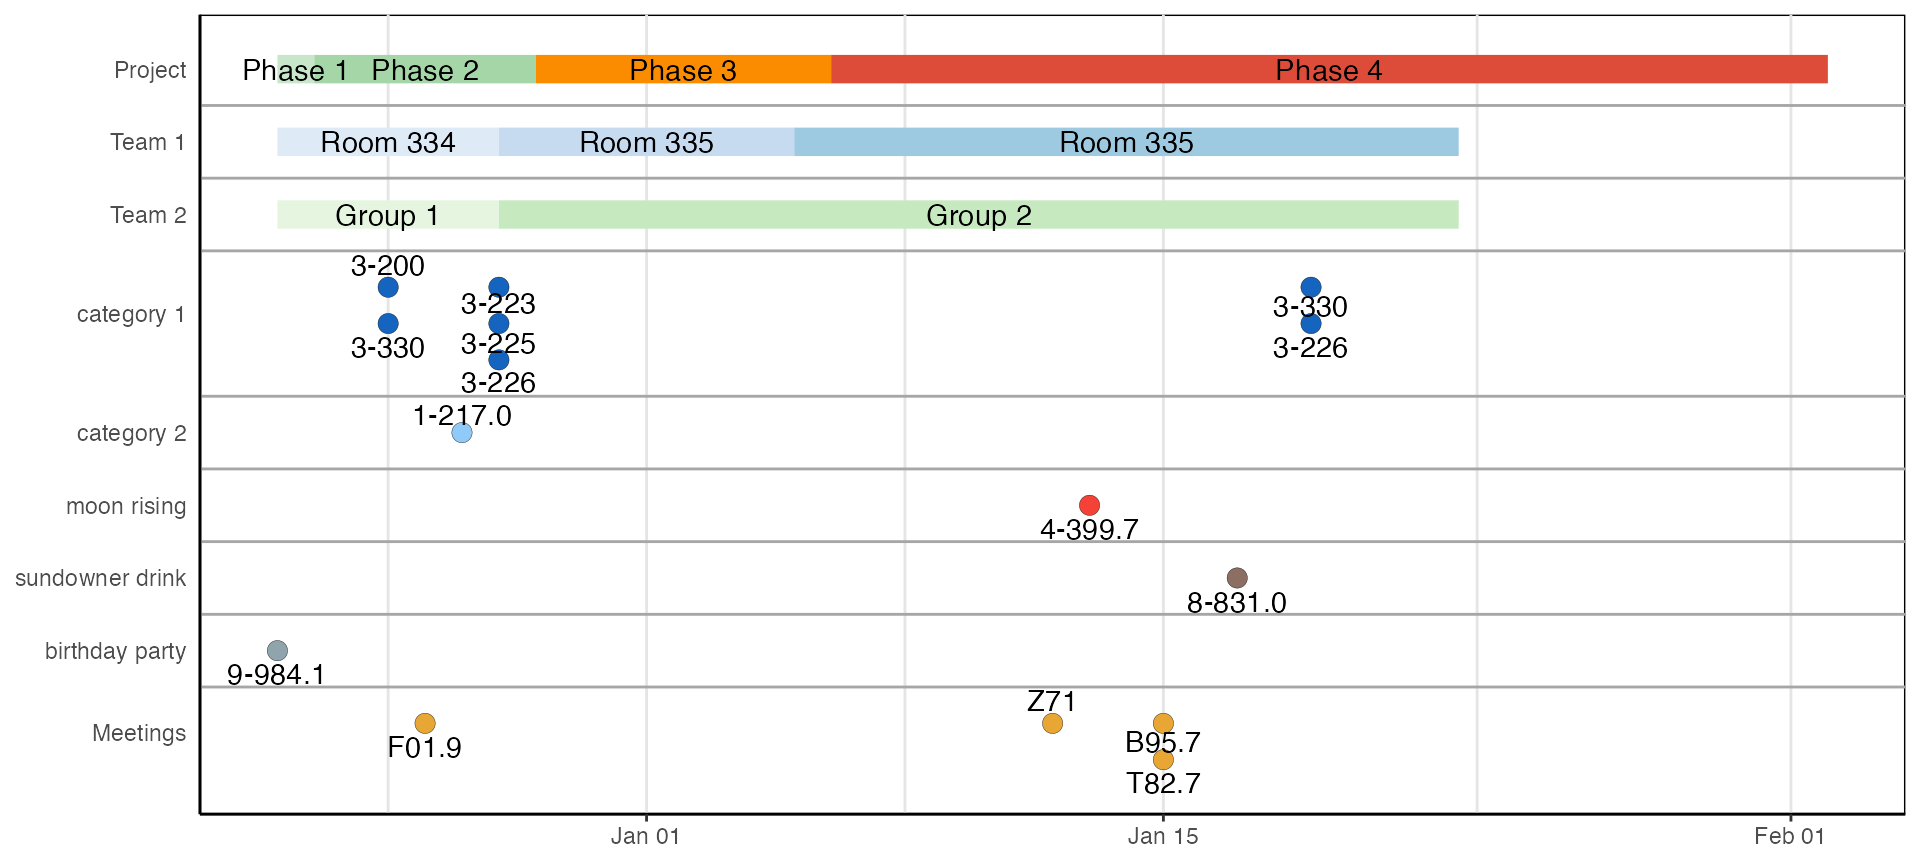 Project
Phase 1 Phase 2 Phase 3 Phase 4
Team 1
Room 334 Room 335 Room 335
Team 2
Group 1 Group 2
category 1
3-200
3-330
3-223
3-225
3-226
3-330
3-226
category 2
1-217.0
moon rising
4-399.7
sundowner drink
8-831.0
birthday party
9-984.1
Meetings
F01.9
Z71
B95.7
T82.7
Jan 01 Jan 15 Feb 01